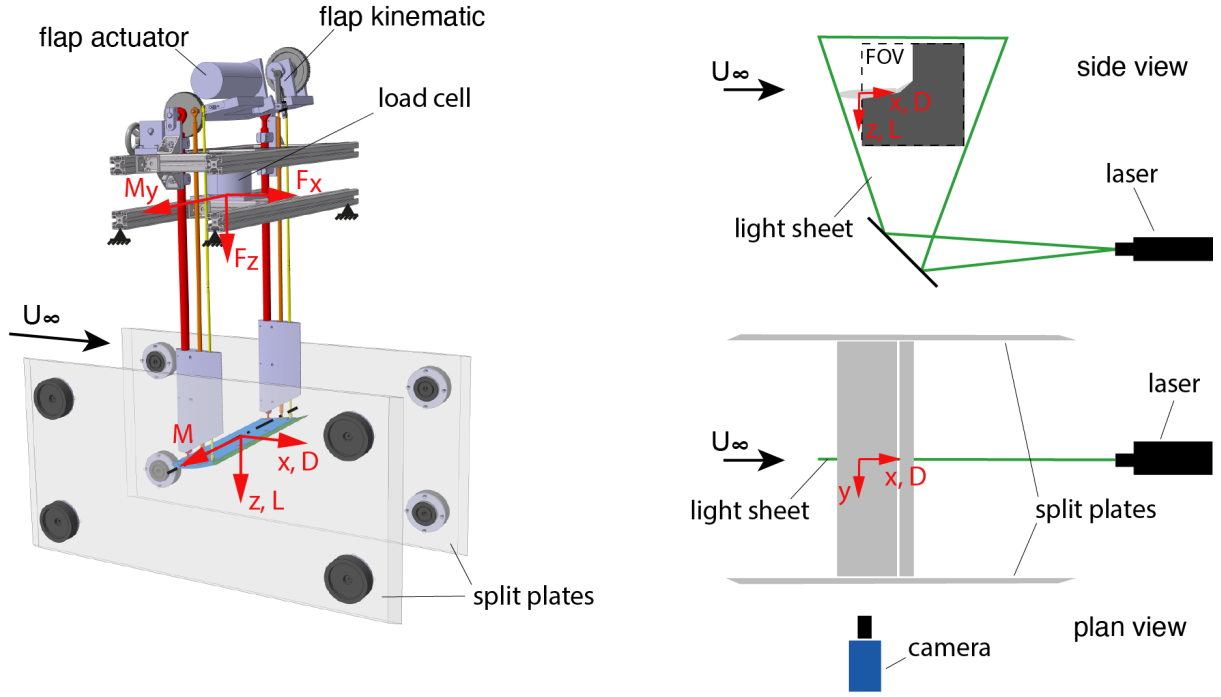 flap kinematic
flap actuator
load cell
My
Fx
Fz
U∞
M
x, D
z, L
split plates
FOV
side view
U∞
x, D
z, L
laser
light sheet
laser
U∞
x, D
y
light sheet
split plates
plan view
camera